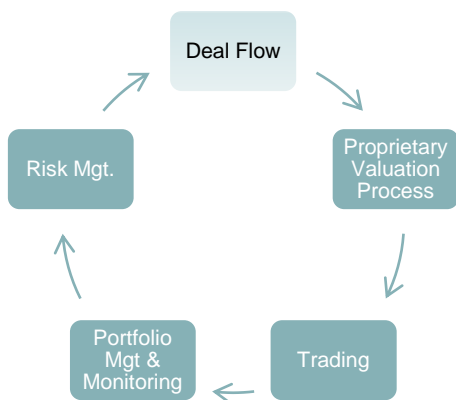 Deal Flow
Proprietary
Valuation
Process
Trading
Portfolio
Mgt &
Monitoring
Risk Mgt.